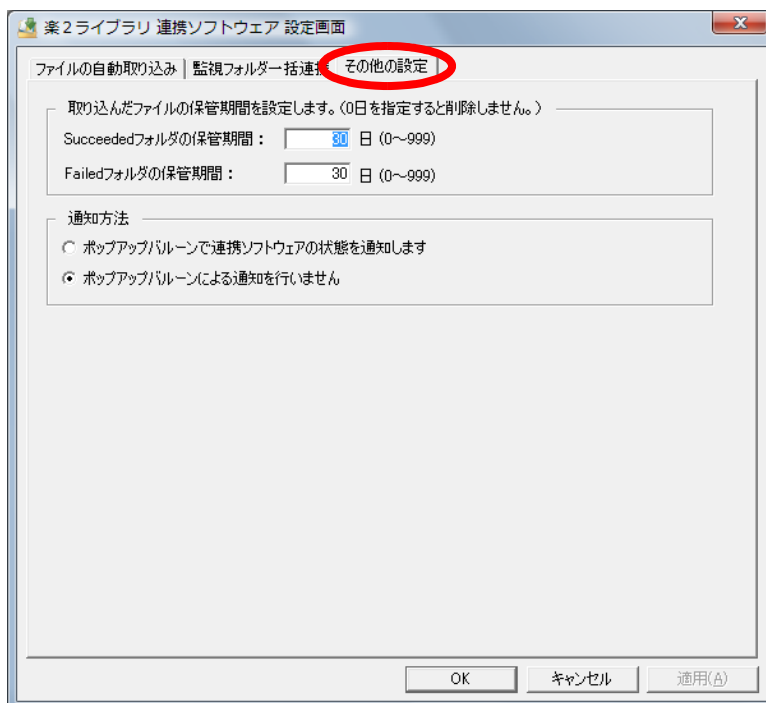 楽2ライブラリ 連携ソフトウェア 設定画面
ファイルの自動取り込み 監視フォルダ一括連携 その他の設定
取り込んだファイルの保管期間を設定します。(0日を指定すると削除しません。)
Succeededフォルダの保管期間： 30 日 (0～999)
Failedフォルダの保管期間： 30 日 (0～999)
通知方法
ポップアップバルーンで連携ソフトウェアの状態を通知します
ポップアップバルーンによる通知を行いません
OK キャンセル 適用(A)